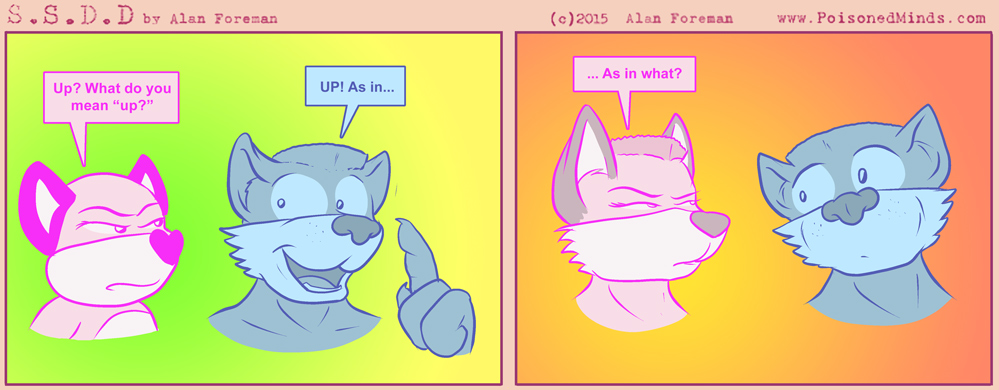 S.S.D.D by Alan Foreman
(c)2015 Alan Foreman www.PoisonedMinds.com
Up? What do you
mean “up?”
UP! As in...
... As in what?